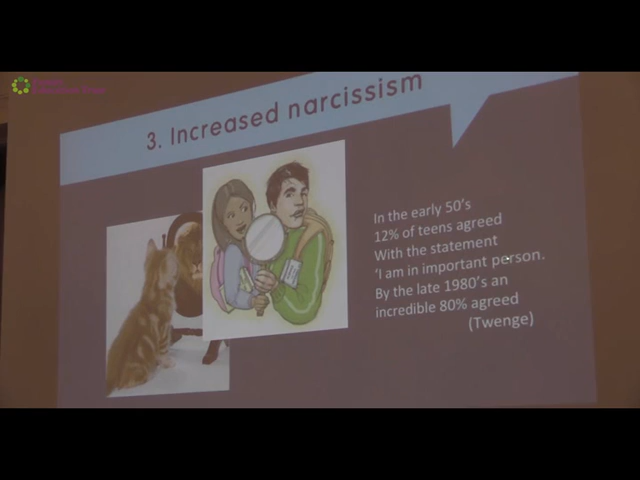 3. Increased narcissism
In the early 50's
12% of teens agreed
With the statement
'I am in important person.
By the late 1980's an
incredible 80% agreed
(Twenge)